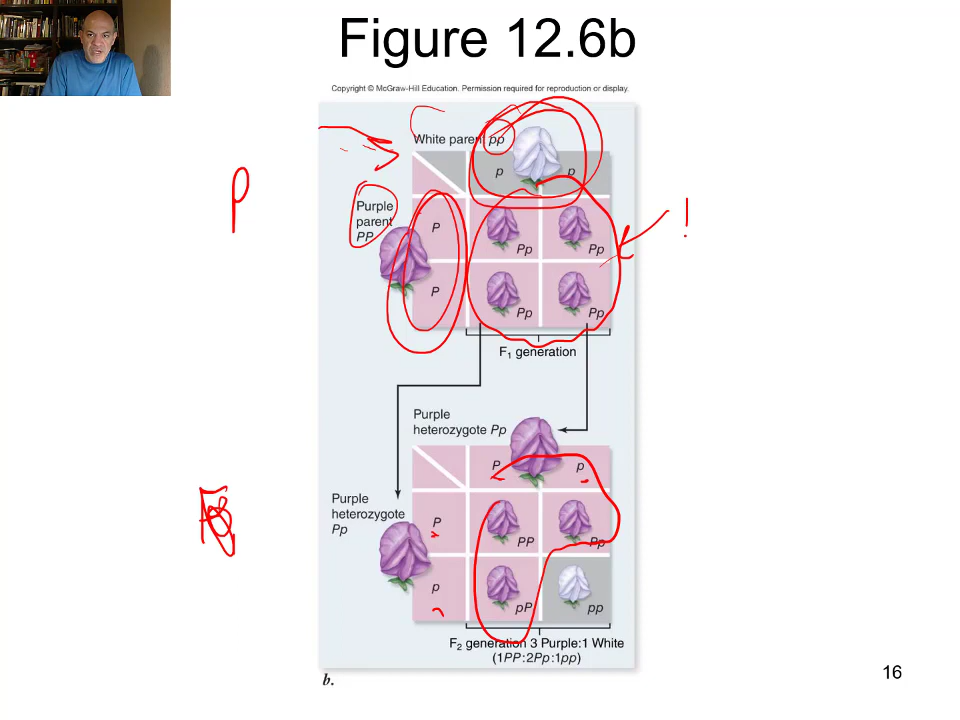 Figure 12.6b
Copyright © McGraw-Hill Education. Permission required for reproduction or display.
White parent pp
p p
Purple
parent
PP
P
Pp Pp
P
Pp Pp
F1 generation
P
Purple
heterozygote Pp
P p
Purple
heterozygote
Pp
P
PP Pp
p
pP pp
F2 generation 3 Purple:1 White
(1PP:2Pp:1pp)
b.
16
!